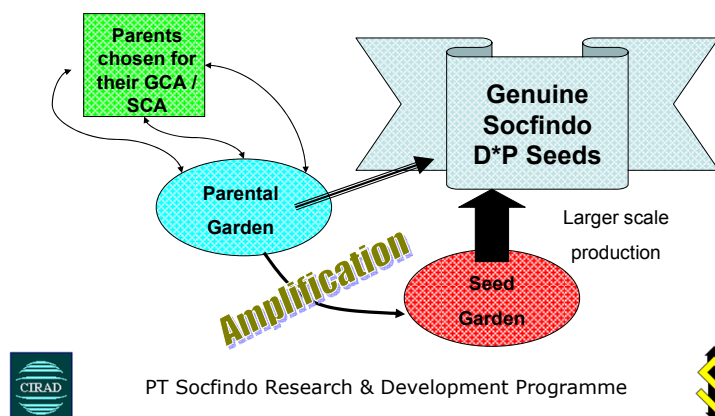 Parents
chosen for
their GCA /
SCA
Genuine
Socfindo
D*P Seeds
Parental
Garden
Larger scale
production
Amplification
Seed
Garden
CIRAD
PT Socfindo Research & Development Programme